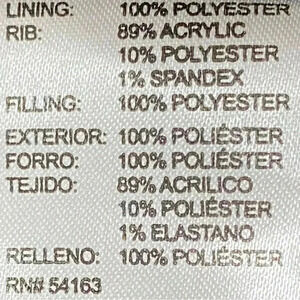 LINING: 100% POLYESTER
RIB: 89% ACRYLIC
10% POLYESTER
1% SPANDEX
FILLING: 100% POLYESTER
EXTERIOR: 100% POLIÉSTER
FORRO: 100% POLIÉSTER
TEJIDO: 89% ACRILICO
10% POLIÉSTER
1% ELASTANO
RELLENO: 100% POLIÉSTER
RN# 54163